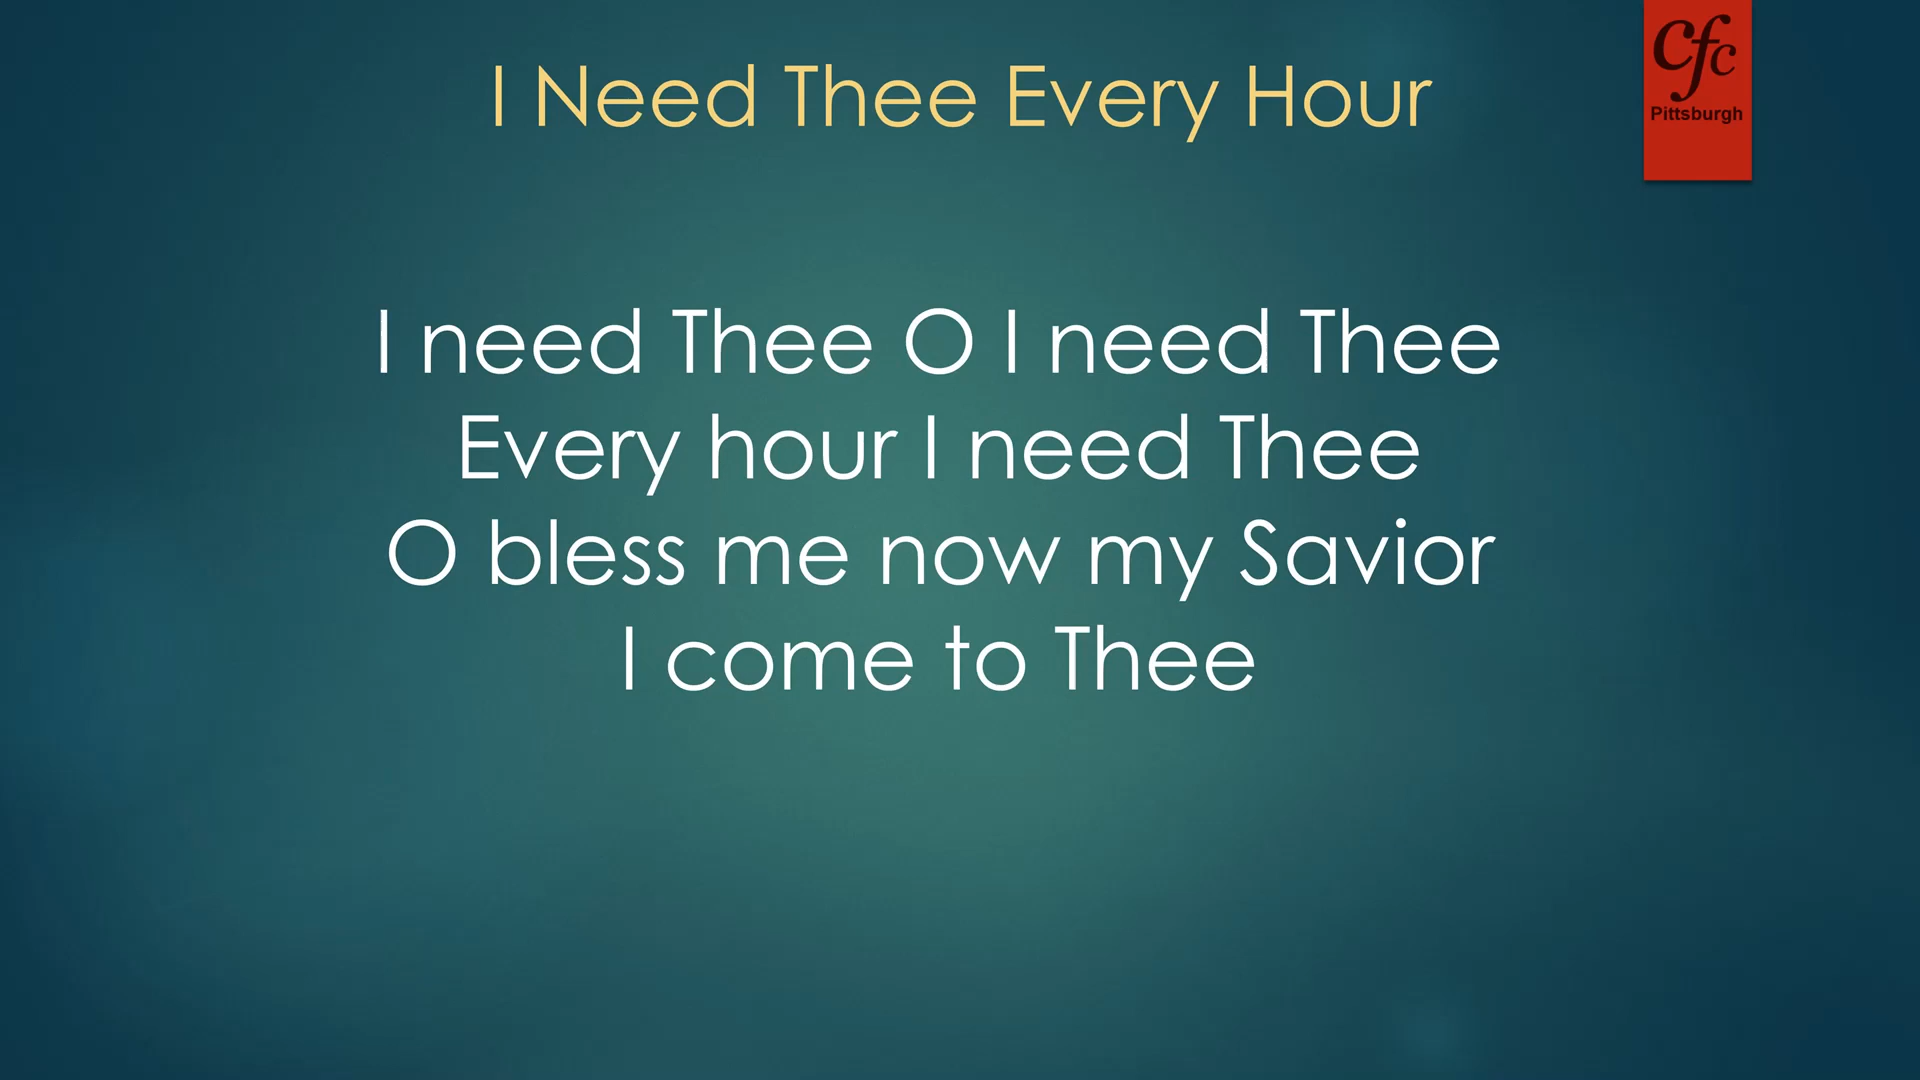 I Need Thee Every Hour
cfc
Pittsburgh
I need Thee O I need Thee
Every hour I need Thee
O bless me now my Savior
I come to Thee